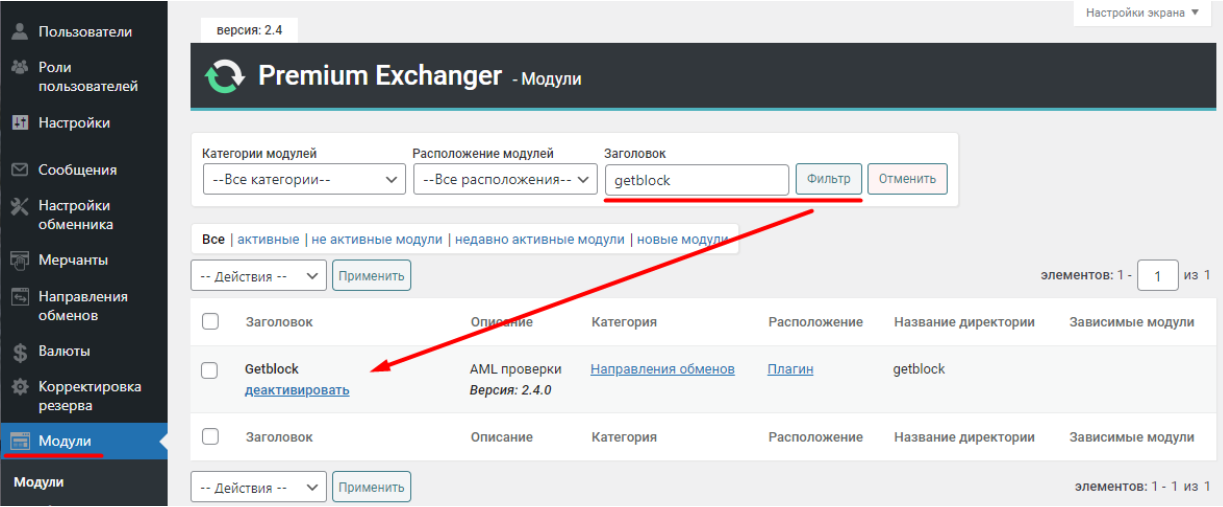 Настройки экрана ▼
Пользователи
Роли
пользователей
Настройки
Сообщения
Настройки
обменника
Мерчанты
Направления
обменов
Валюты
Корректировка
резерва
Модули
Модули
версия: 2.4
Premium Exchanger - Модули
Категории модулей Расположение модулей Заголовок
--Все категории-- --Все расположения-- getblock Фильтр Отменить
Все | активные | не активные модули | недавно активные модули | новые модули
-- Действия -- Применить элементов: 1 - 1 из 1
Заголовок Описание Категория Расположение Название директории Зависимые модули
Getblock AML проверки Направления обменов Плагин getblock
деактивировать Версия: 2.4.0
Заголовок Описание Категория Расположение Название директории Зависимые модули
-- Действия -- Применить элементов: 1 - 1 из 1